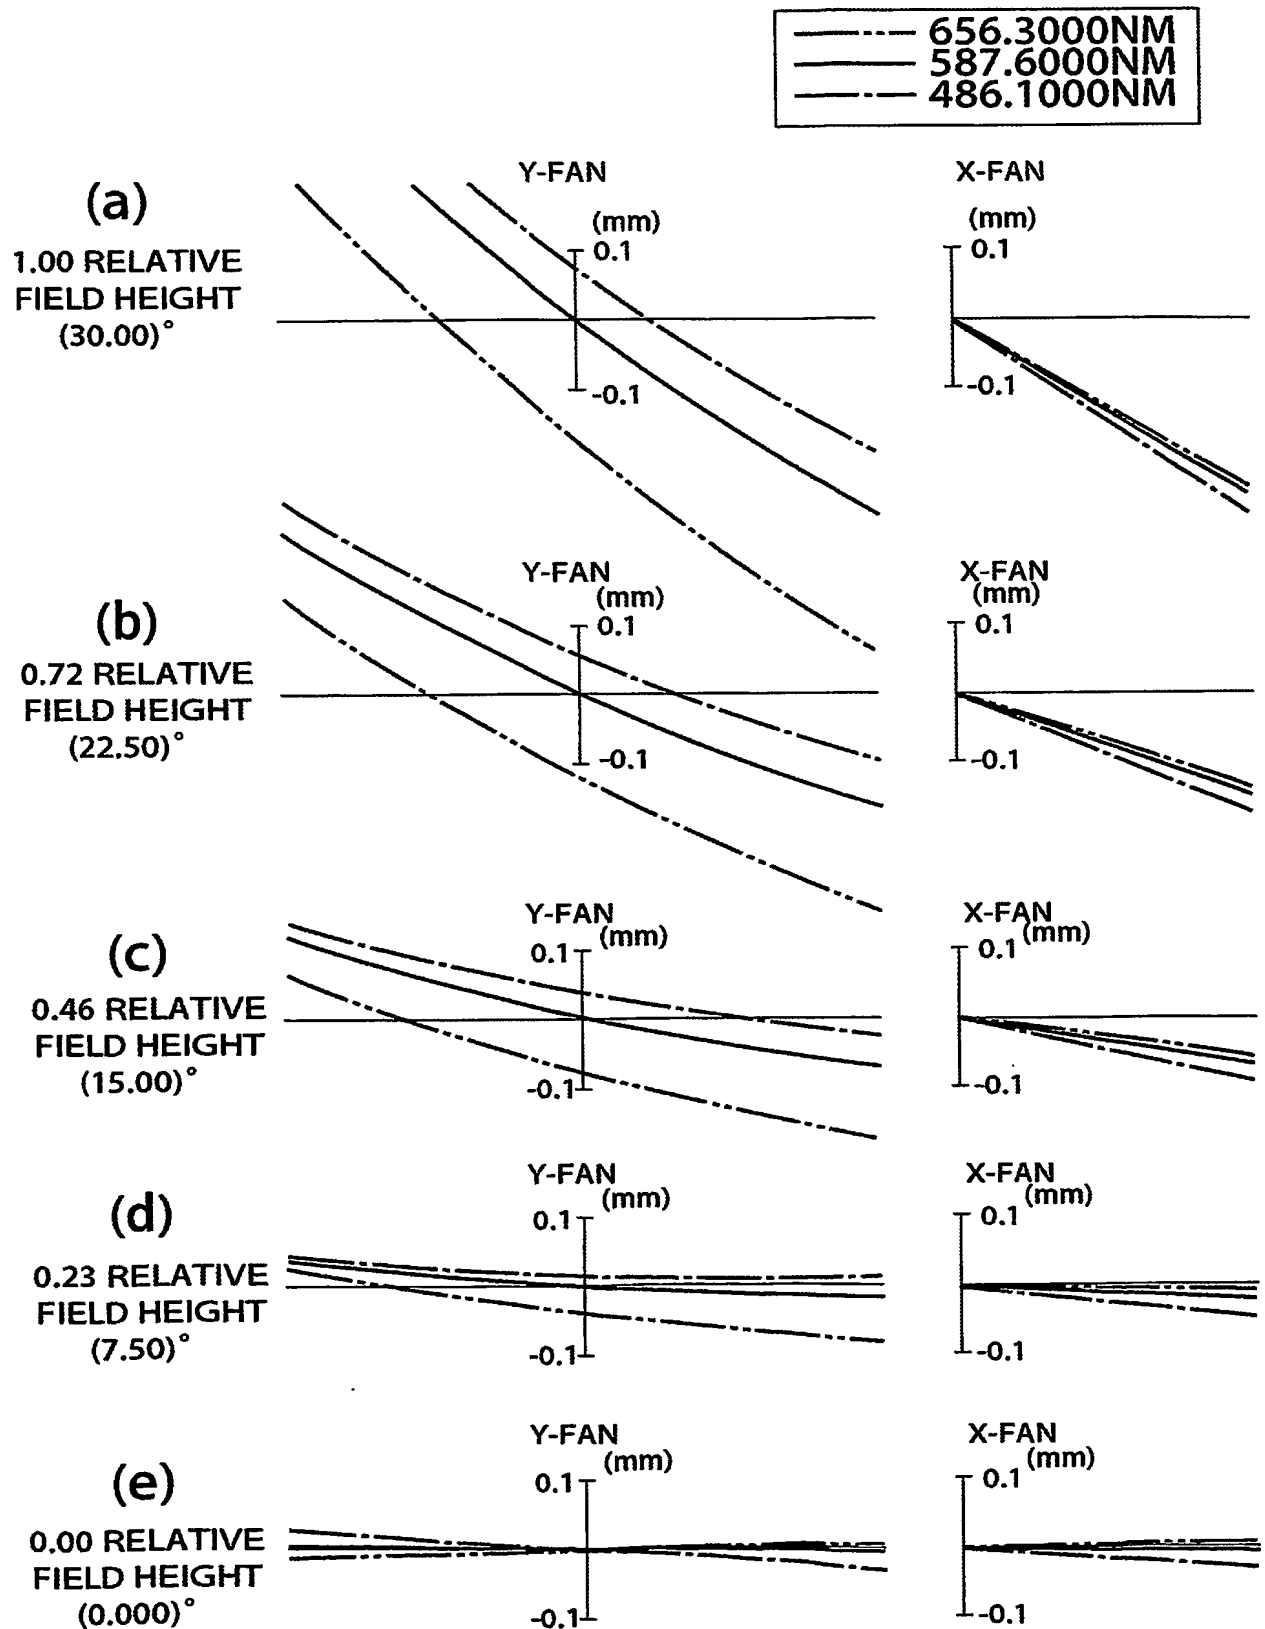 656.3000NM
587.6000NM
486.1000NM
(a)
1.00 RELATIVE
FIELD HEIGHT
(30.00)°
Y-FAN
(mm)
0.1
-0.1
X-FAN
(mm)
0.1
-0.1
(b)
0.72 RELATIVE
FIELD HEIGHT
(22.50)°
Y-FAN
(mm)
0.1
-0.1
X-FAN
(mm)
0.1
-0.1
(c)
0.46 RELATIVE
FIELD HEIGHT
(15.00)°
Y-FAN
(mm)
0.1
-0.1
X-FAN
(mm)
0.1
-0.1
(d)
0.23 RELATIVE
FIELD HEIGHT
(7.50)°
Y-FAN
(mm)
0.1
-0.1
X-FAN
(mm)
0.1
-0.1
(e)
0.00 RELATIVE
FIELD HEIGHT
(0.000)°
Y-FAN
(mm)
0.1
-0.1
X-FAN
(mm)
0.1
-0.1